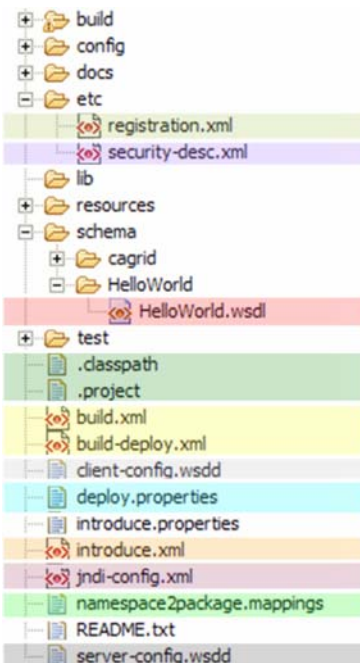 build
config
docs
etc
registration.xml
security-desc.xml
lib
resources
schema
cagrid
HelloWorld
HelloWorld.wsdl
test
.classpath
.project
build.xml
build-deploy.xml
client-config.wsdd
deploy.properties
introduce.properties
introduce.xml
jndi-config.xml
namespace2package.mappings
README.txt
server-config.wsdd